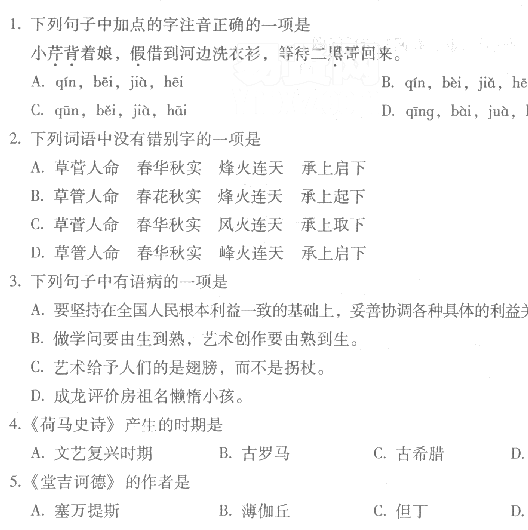 1. 下列句子中加点的字注音正确的一项是
小芹背着娘，假借到河边洗衣衫，等待二黑哥回来。
A. qín，bēi，jià，hēi B. qín，bèi，jiǎ，hē
C. qūn，běi，jià，hāi D. qīng，bài，juà，
2. 下列词语中没有错别字的一项是
A. 草菅人命 春华秋实 烽火连天 承上启下
B. 草管人命 春花秋实 烽火连天 承上起下
C. 草菅人命 春华秋实 风火连天 承上取下
D. 草管人命 春华秋实 峰火连天 承上启下
3. 下列句子中有语病的一项是
A. 要坚持在全国人民根本利益一致的基础上，妥善协调各种具体的利益关
B. 做学问要由生到熟，艺术创作要由熟到生。
C. 艺术给予人们的是翅膀，而不是拐杖。
D. 成龙评价房祖名懒惰小孩。
4.《荷马史诗》产生的时期是
A. 文艺复兴时期 B. 古罗马 C. 古希腊 D.
5.《堂吉诃德》的作者是
A. 塞万提斯 B. 薄伽丘 C. 但丁 D.